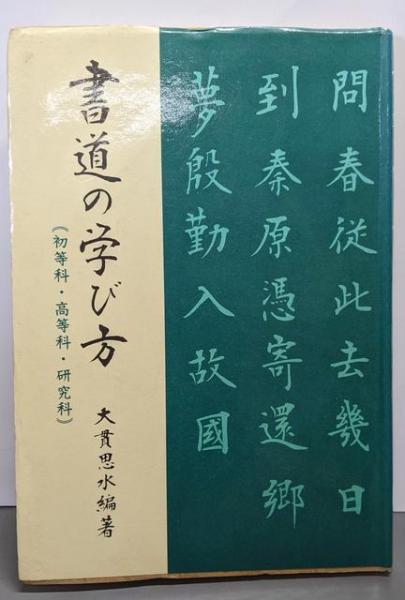 問春從此去幾日
到秦原憑寄還鄉
夢殷勤入故國
書道の学び方
(初等科・高等科・研究科)
大貫思水編著